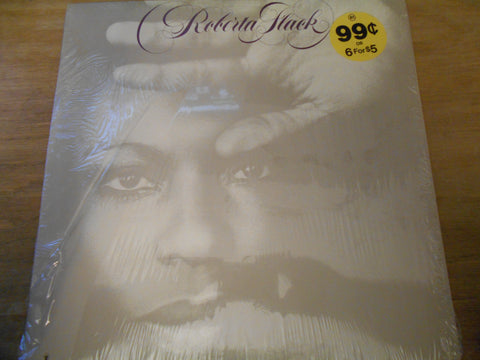 Roberta Flack
99¢
OR
6 FOR $5